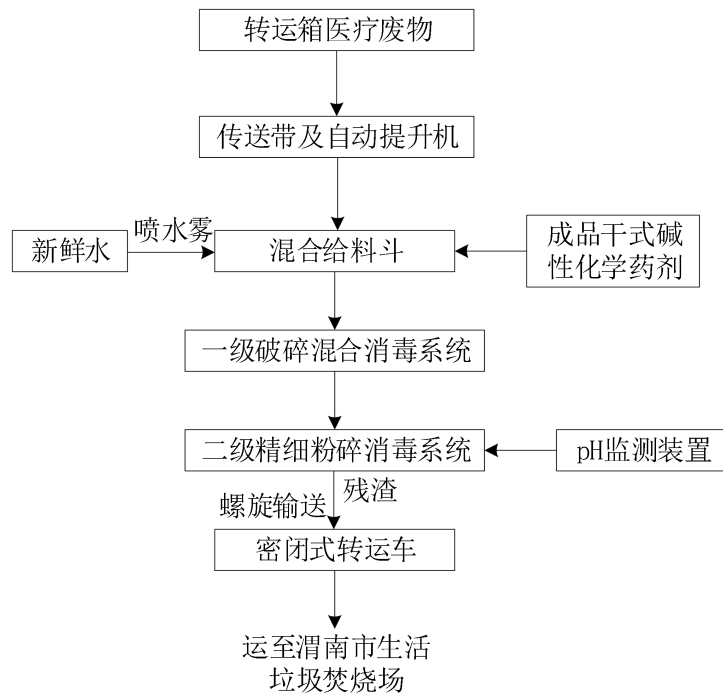 转运箱医疗废物
传送带及自动提升机
新鲜水
喷水雾
混合给料斗
成品干式碱
性化学药剂
一级破碎混合消毒系统
二级精细粉碎消毒系统
pH监测装置
螺旋输送
残渣
密闭式转运车
运至渭南市生活
垃圾焚烧场